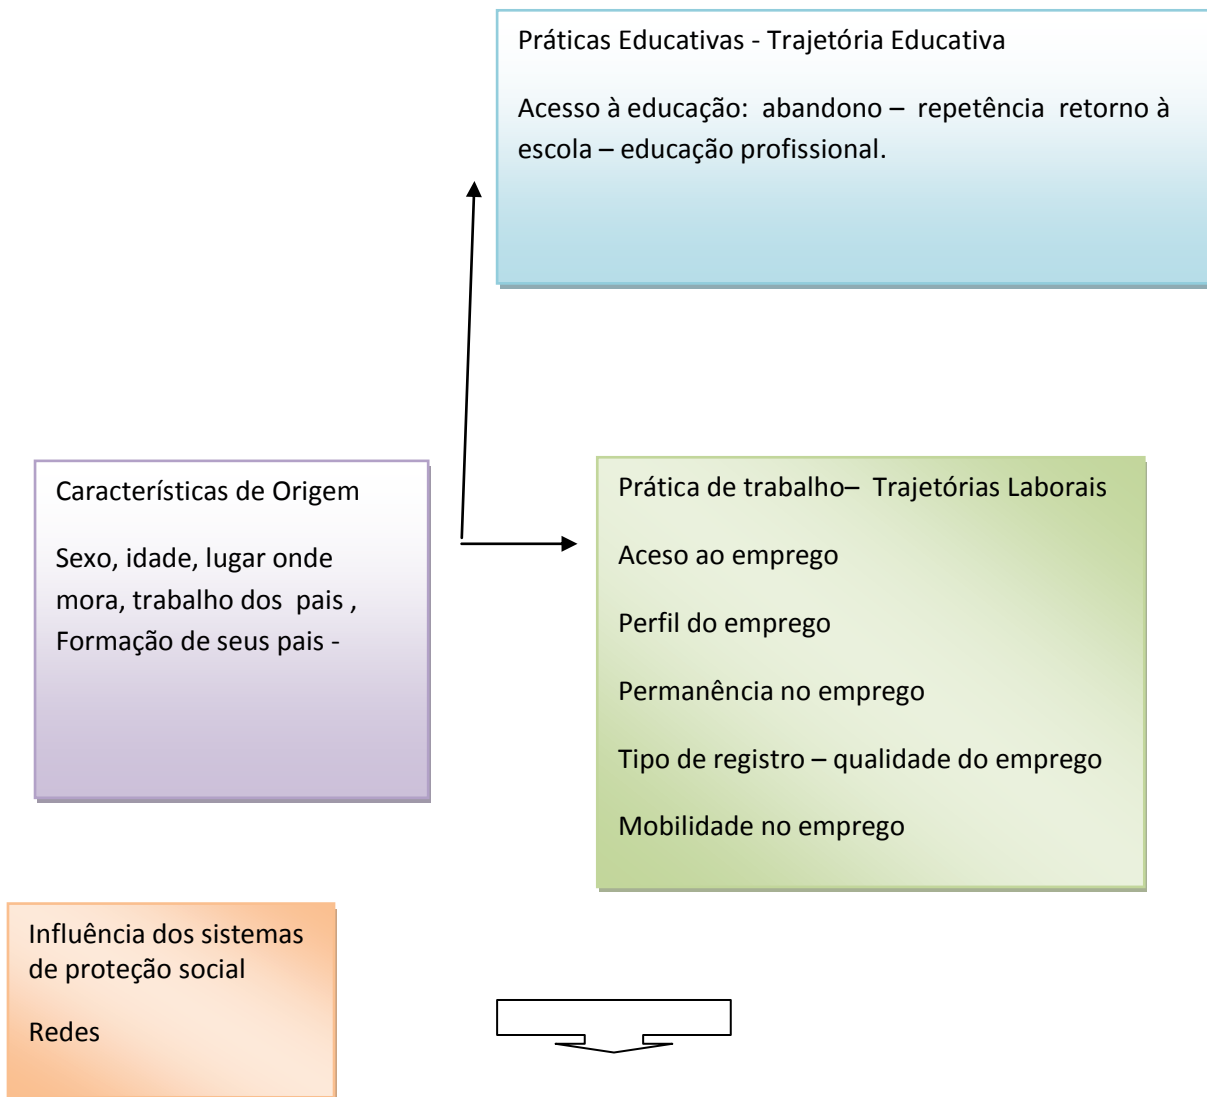 Práticas Educativas - Trajetória Educativa
Acesso à educação: abandono – repetência retorno à
escola – educação profissional.
Características de Origem
Sexo, idade, lugar onde
mora, trabalho dos pais ,
Formação de seus pais -
Prática de trabalho– Trajetórias Laborais
Aceso ao emprego
Perfil do emprego
Permanência no emprego
Tipo de registro – qualidade do emprego
Mobilidade no emprego
Influência dos sistemas
de proteção social
Redes